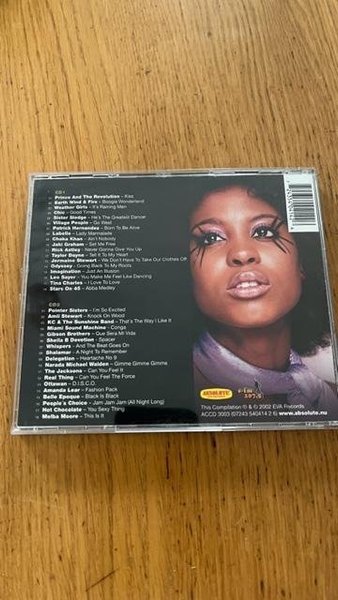 CD1
Prince And The Revolution - Kiss
Earth Wind & Fire - Boogie Wonderland
Weather Girls - It's Raining Men
Chic - Good Times
Sister Sledge - He's The Greatest Dancer
Village People - Go West
Patrick Hernandez - Born To Be Alive
Labelle - Lady Marmalade
Chaka Khan - Ain't Nobody
Jaki Graham - Set Me Free
Rick Astley - Never Gonna Give You Up
Taylor Dayne - Tell It To My Heart
Jermaine Stewart - We Don't Have To Take Our Clothes Off
Odyssey - Going Back To My Roots
Imagination - Just An Illusion
Leo Sayer - You Make Me Feel Like Dancing
Tina Charles - I Love To Love
Stars On 45 - Abba Medley
CD2
Pointer Sisters - I'm So Excited
Amii Stewart - Knock On Wood
KC & The Sunshine Band - That's The Way I Like It
Miami Sound Machine - Conga
Gibson Brothers - Que Sera Mi Vida
Sheila B Devotion - Spacer
Whispers - And The Beat Goes On
Shalamar - A Night To Remember
Delegation - Heartache No 9
Narada Michael Walden - Gimme Gimme Gimme
The Jacksons - Can You Feel It
Real Thing - Can You Feel The Force
Ottawan - D.I.S.C.O.
Amanda Lear - Fashion Pack
Belle Epoque - Black Is Black
People's Choice - Jam Jam Jam (All Night Long)
Hot Chocolate - You Sexy Thing
Melba Moore - This Is It
ABSOLUTE
This Compilation ℗ & © 2002 EVA Records
ACCD 3003 (07243 540414 2 6) www.absolute.nu